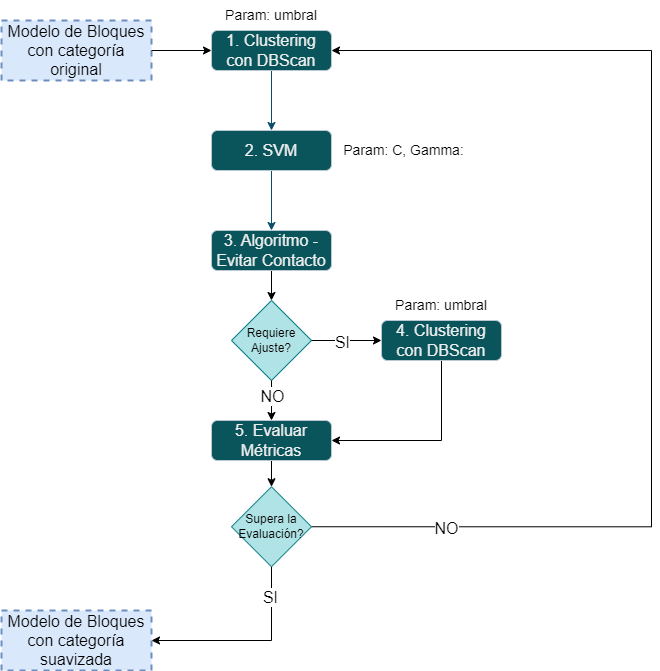 Param: umbral
Modelo de Bloques
con categoría
original
1. Clustering
con DBScan
2. SVM
Param: C, Gamma:
3. Algoritmo -
Evitar Contacto
Param: umbral
Requiere
Ajuste?
SI
4. Clustering
con DBScan
NO
5. Evaluar
Métricas
Supera la
Evaluación?
NO
SI
Modelo de Bloques
con categoría
suavizada